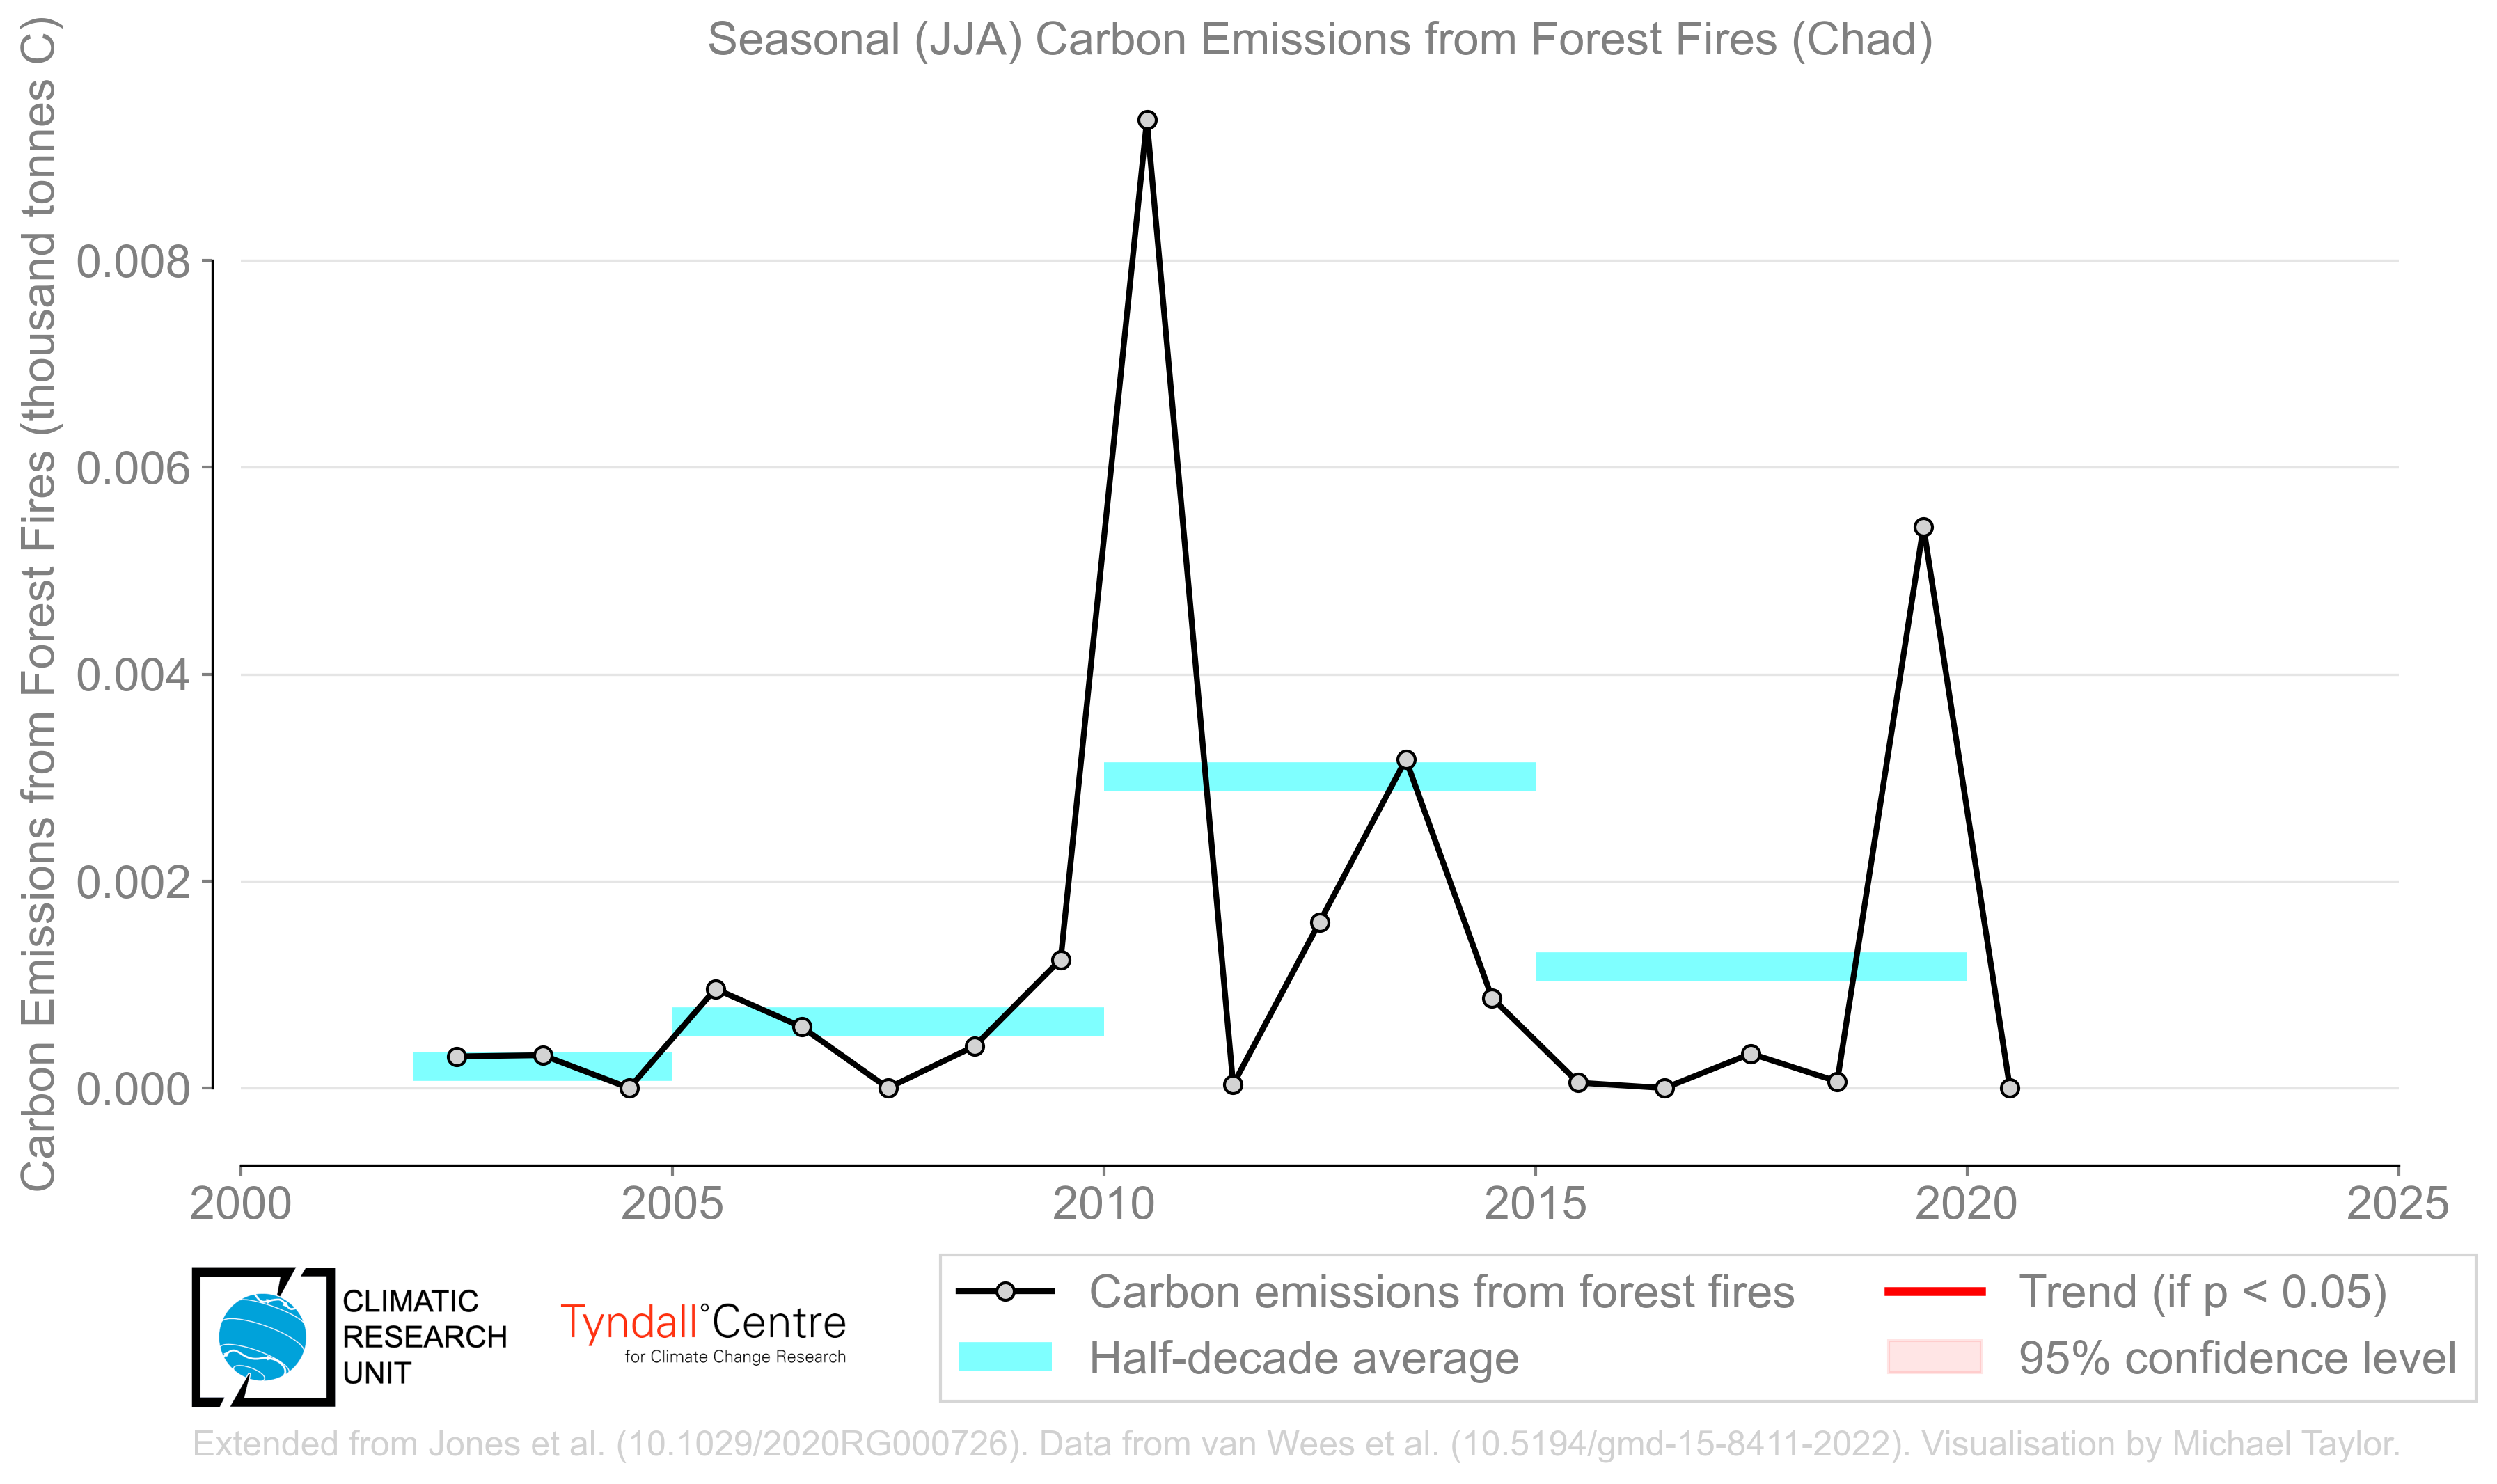 Seasonal (JJA) Carbon Emissions from Forest Fires (Chad)
Carbon Emissions from Forest Fires (thousand tonnes C)
0.008
0.006
0.004
0.002
0.000
2000 2005 2010 2015 2020 2025
CLIMATIC
RESEARCH
UNIT
Tyndall°Centre
for Climate Change Research
Carbon emissions from forest fires
Half-decade average
Trend (if p < 0.05)
95% confidence level
Extended from Jones et al. (10.1029/2020RG000726). Data from van Wees et al. (10.5194/gmd-15-8411-2022). Visualisation by Michael Taylor.